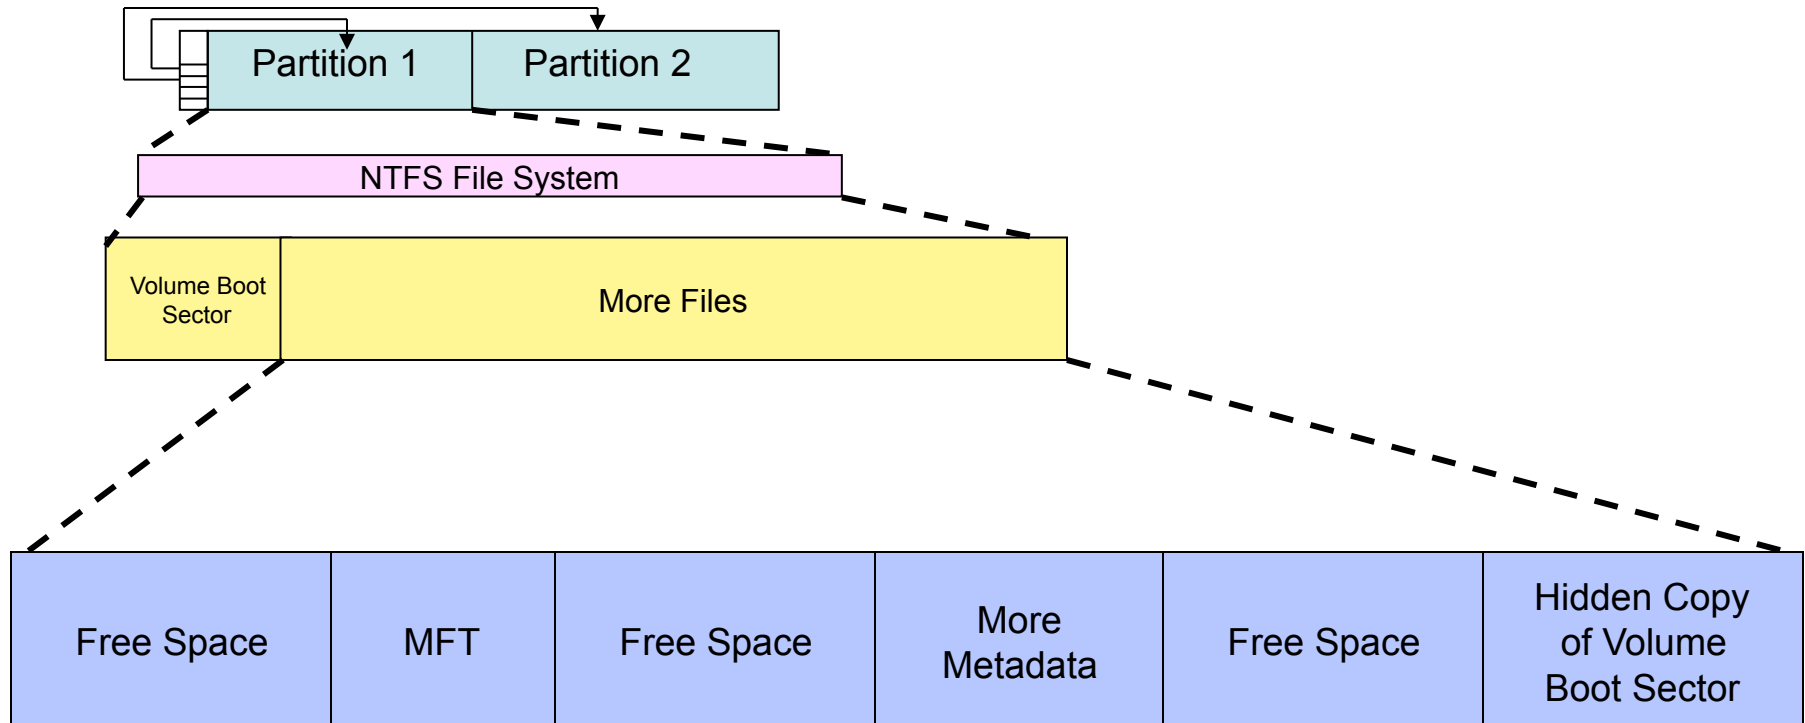 Partition 1
Partition 2
NTFS File System
Volume Boot
Sector
More Files
Free Space
MFT
Free Space
More
Metadata
Free Space
Hidden Copy
of Volume
Boot Sector